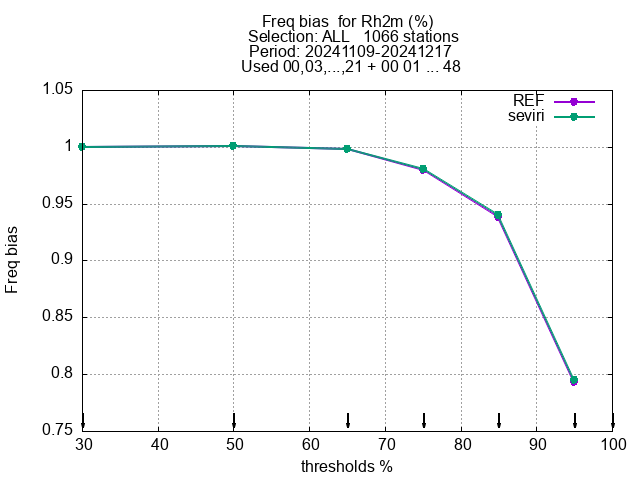 Freq bias  for Rh2m (%)
Selection: ALL   1066 stations
Period: 20241109-20241217
Used 00,03,...,21 + 00 01 ... 48
REF
seviri
1.05
1
0.95
0.9
0.85
0.8
0.75
Freq bias
30 40 50 60 70 80 90 100
thresholds %